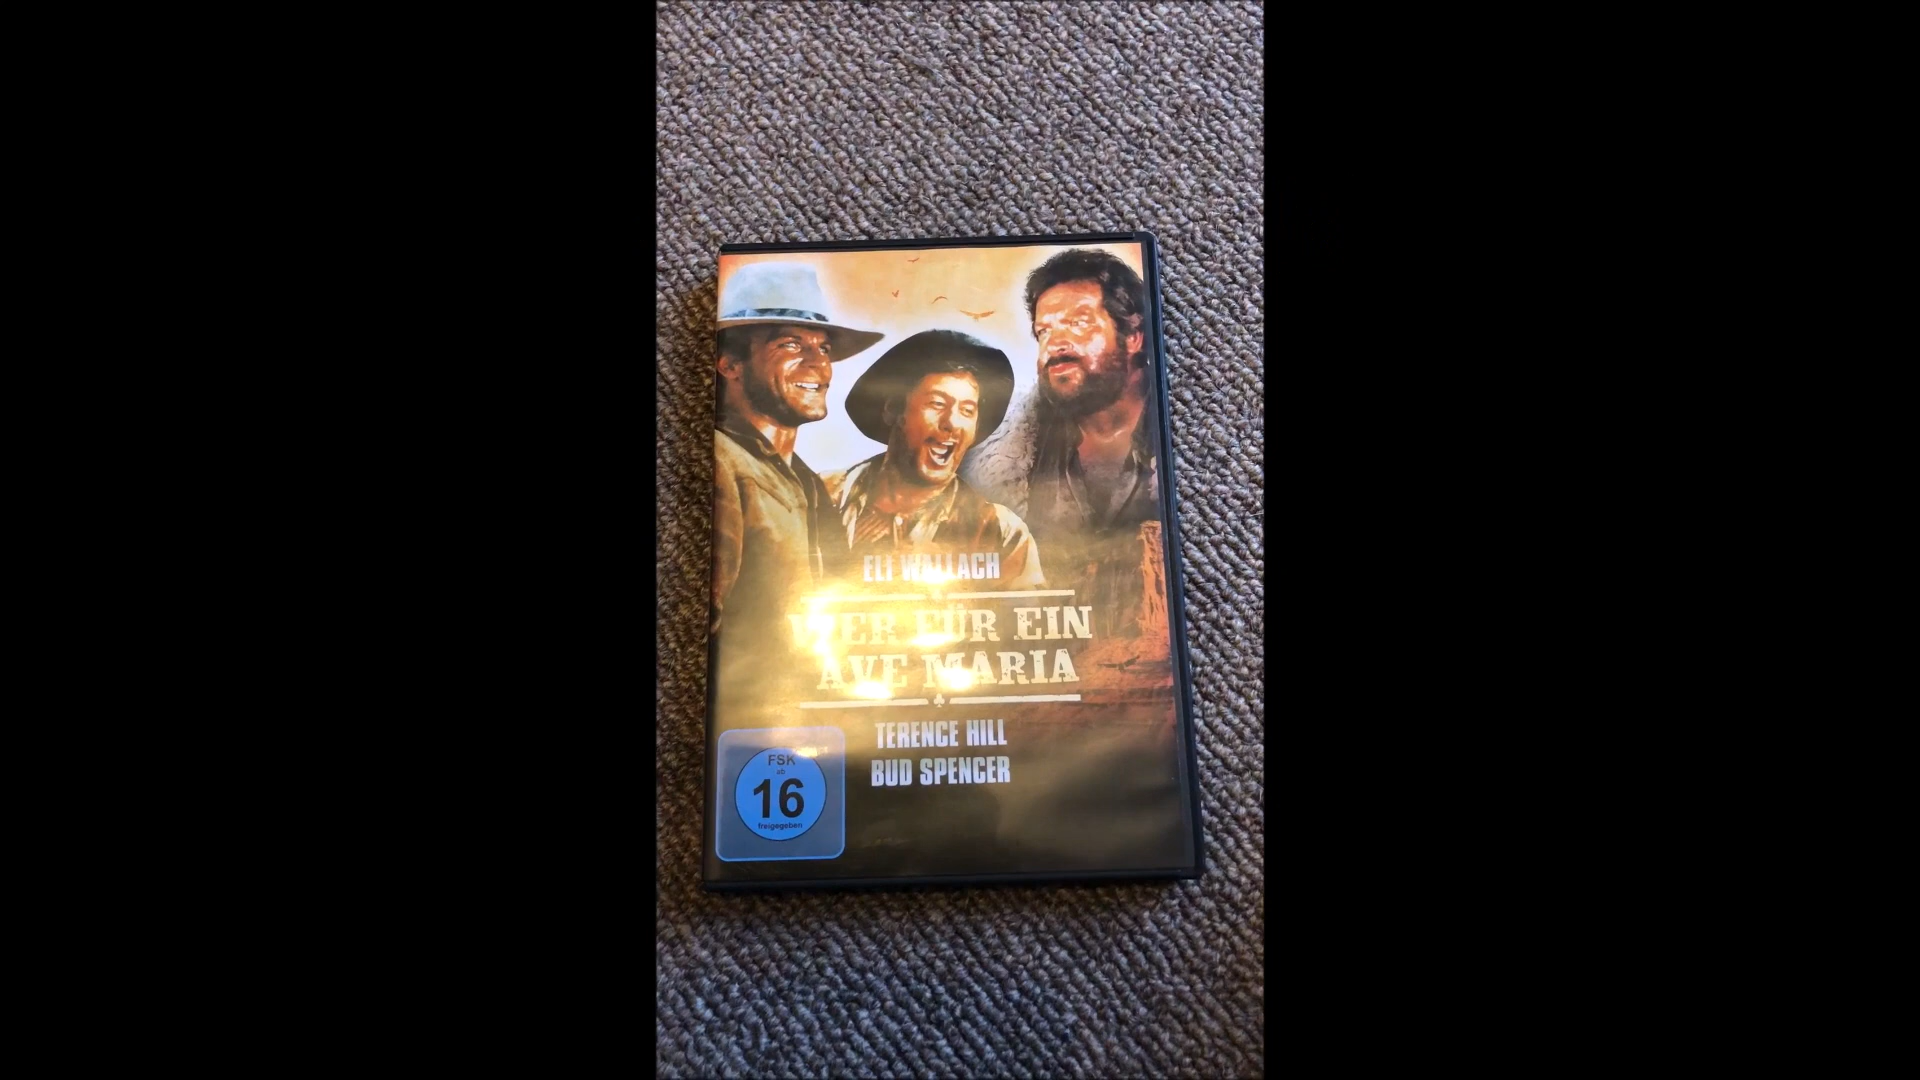 ELI WALLACH
VIER FÜR EIN
AVE MARIA
TERENCE HILL
BUD SPENCER
FSK
ab
16
freigegeben